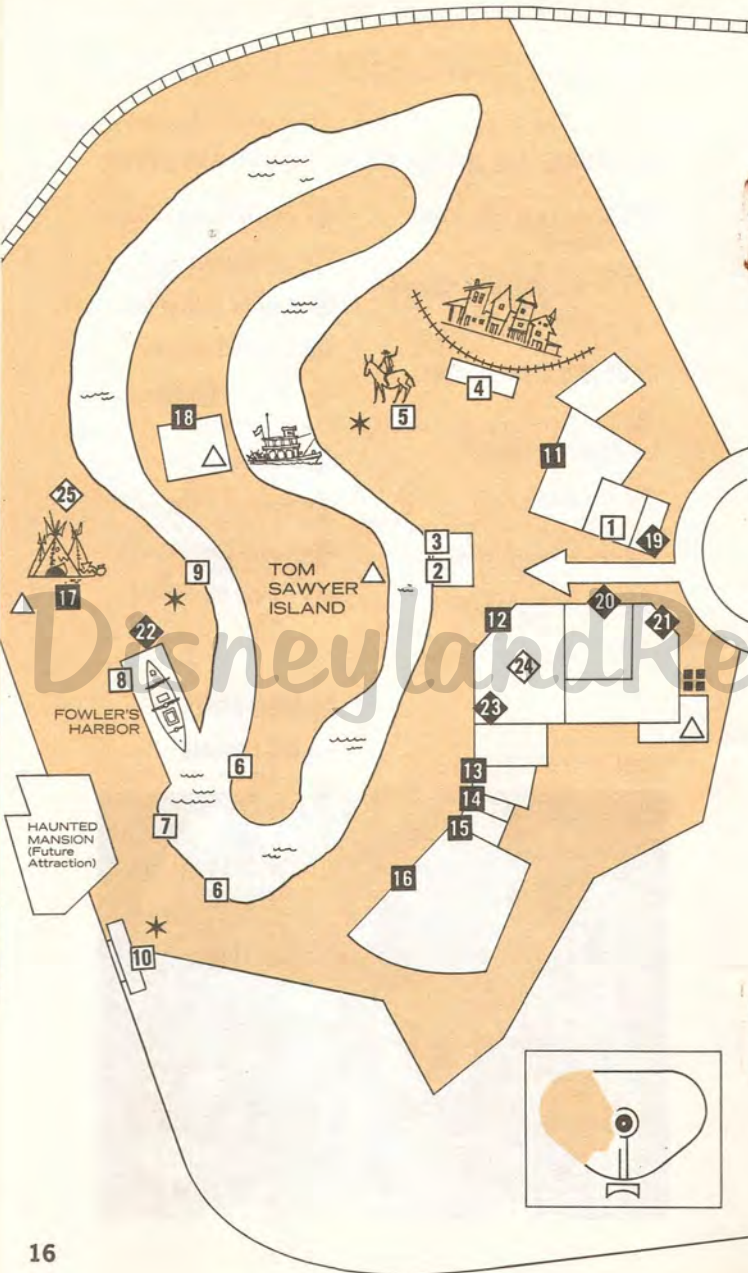 4
5
18
11
25
1
19
3
2
9
TOM
SAWYER
ISLAND
17
20
12
21
22
24
DisneylandRe
8
23
FOWLER'S
HARBOR
6
13
14
7
15
HAUNTED
MANSION
(Future
Attraction)
16
6
10
16